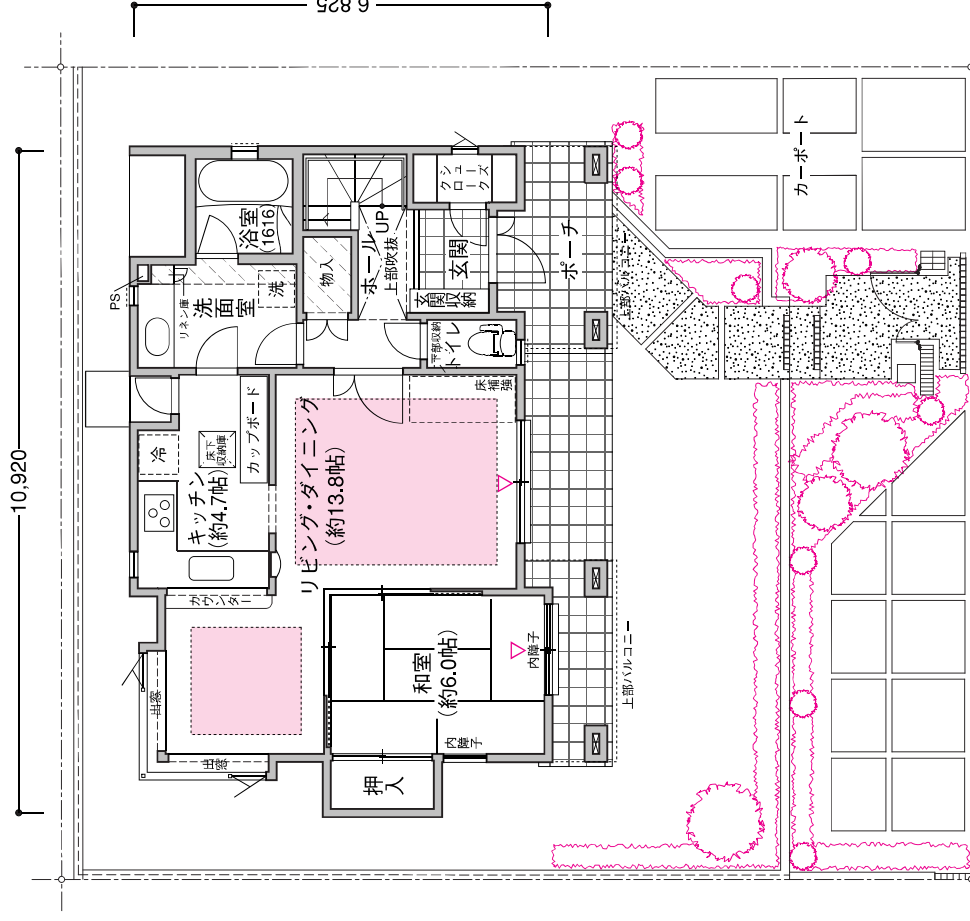 6,825
10,920
PS
浴室
(1616)
リネン庫
洗面室
洗
物入
ホール
上部吹抜
UP
シューズ
クローク
玄関
玄関収納
ポーチ
カーポート
上部バルコニー
下部収納
トイレ
床補強
冷
床下
収納庫
カップボード
キッチン
(約4.7帖)
リビング・ダイニング
(約13.8帖)
カウンター
出窓
出窓
和室
(約6.0帖)
内障子
内障子
押入
上部バルコニー